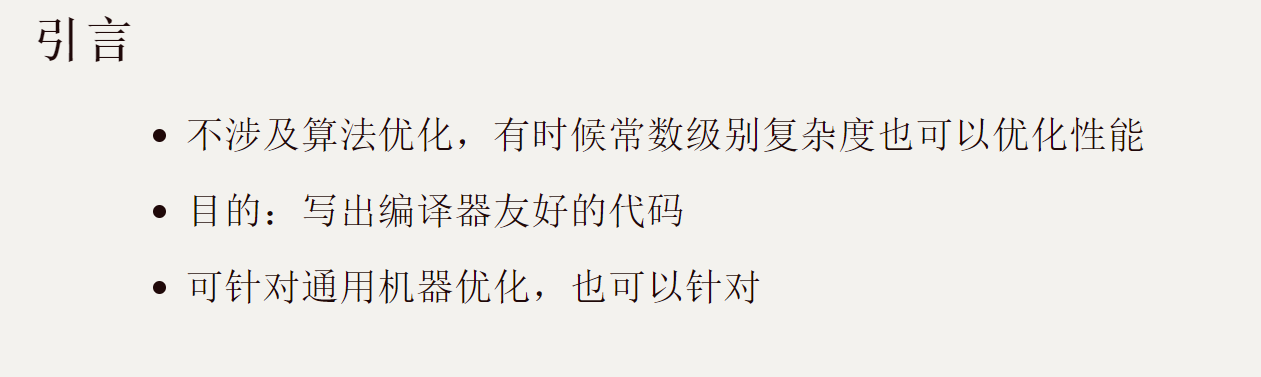 引言
不涉及算法优化，有时候常数级别复杂度也可以优化性能
目的：写出编译器友好的代码
可针对通用机器优化，也可以针对